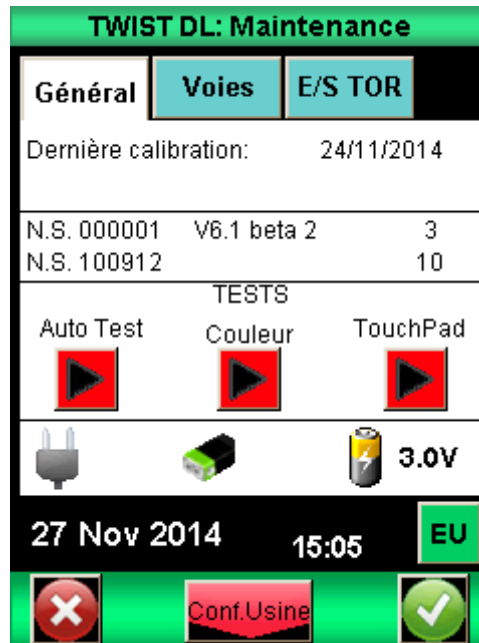 TWIST DL: Maintenance
Général Voies E/S TOR
Dernière calibration: 24/11/2014
N.S. 000001 V6.1 beta 2 3
N.S. 100912 10
TESTS
Auto Test Couleur TouchPad
3.0V
27 Nov 2014 15:05 EU
Conf.Usine